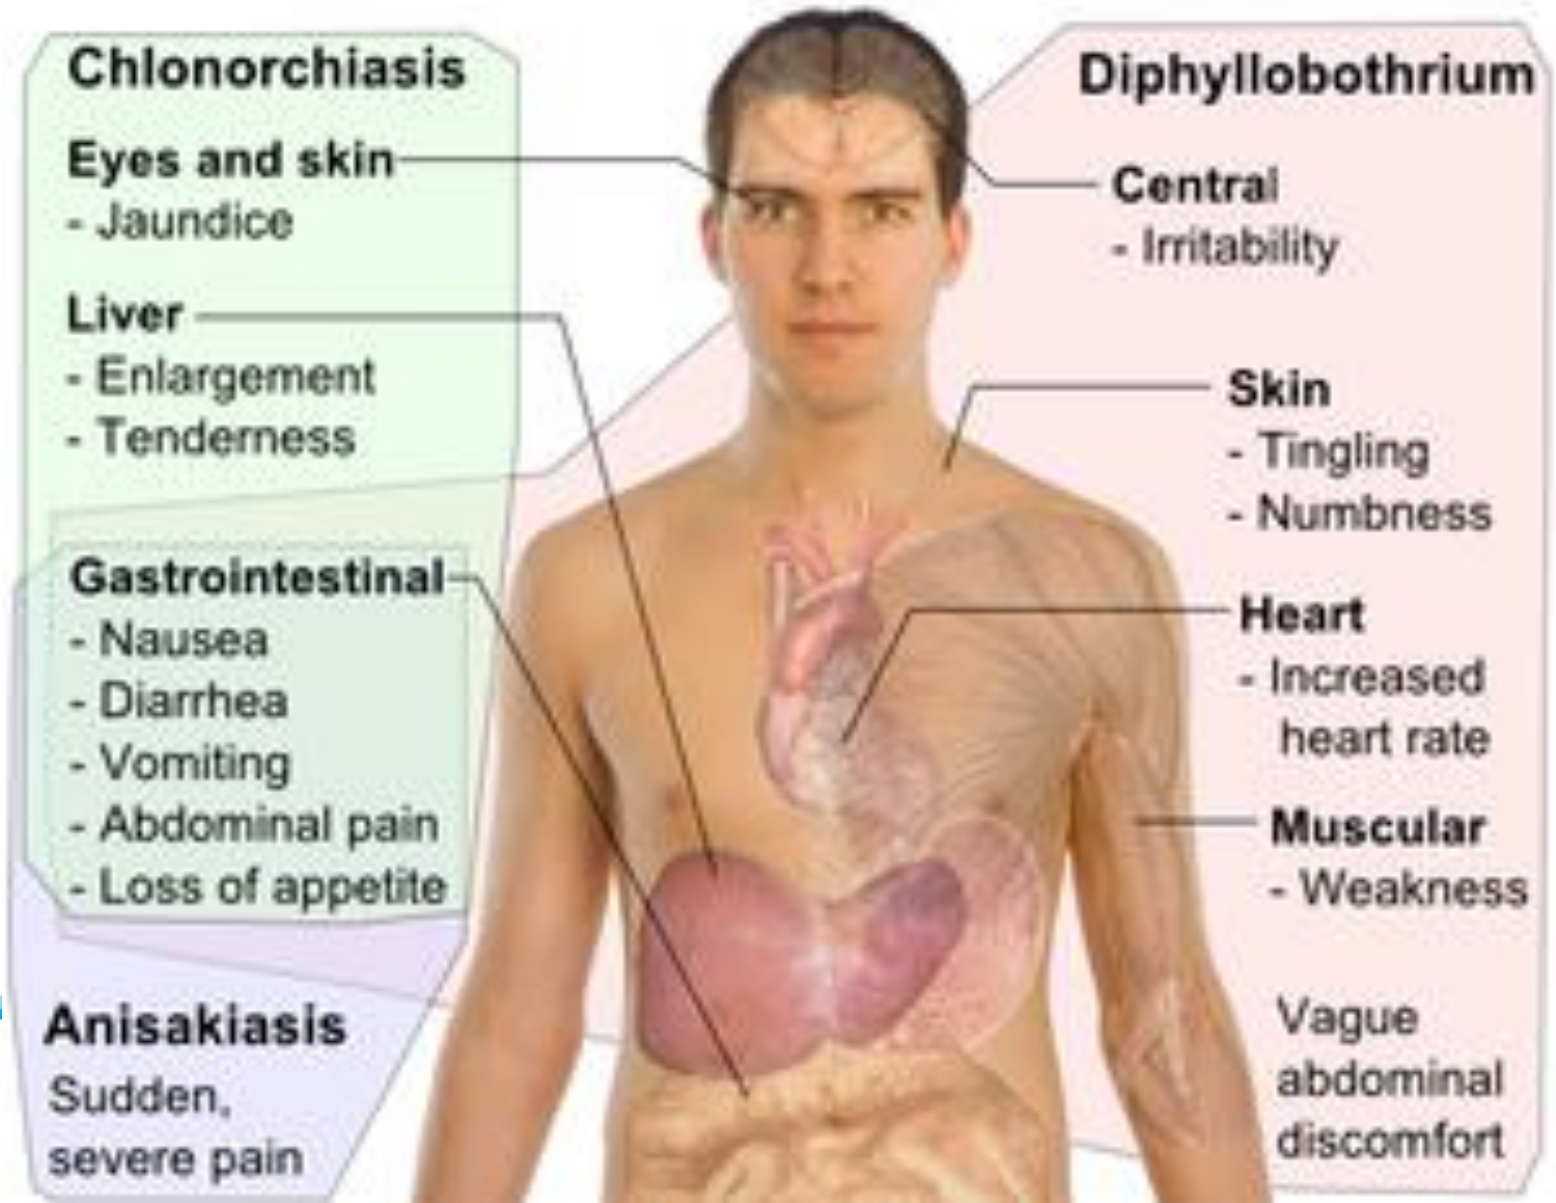 Chlonorchiasis
Eyes and skin
- Jaundice
Liver
- Enlargement
- Tenderness
Gastrointestinal
- Nausea
- Diarrhea
- Vomiting
- Abdominal pain
- Loss of appetite
Anisakiasis
Sudden,
severe pain
Diphyllobothrium
Central
- Irritability
Skin
- Tingling
- Numbness
Heart
- Increased
heart rate
Muscular
- Weakness
Vague
abdominal
discomfort